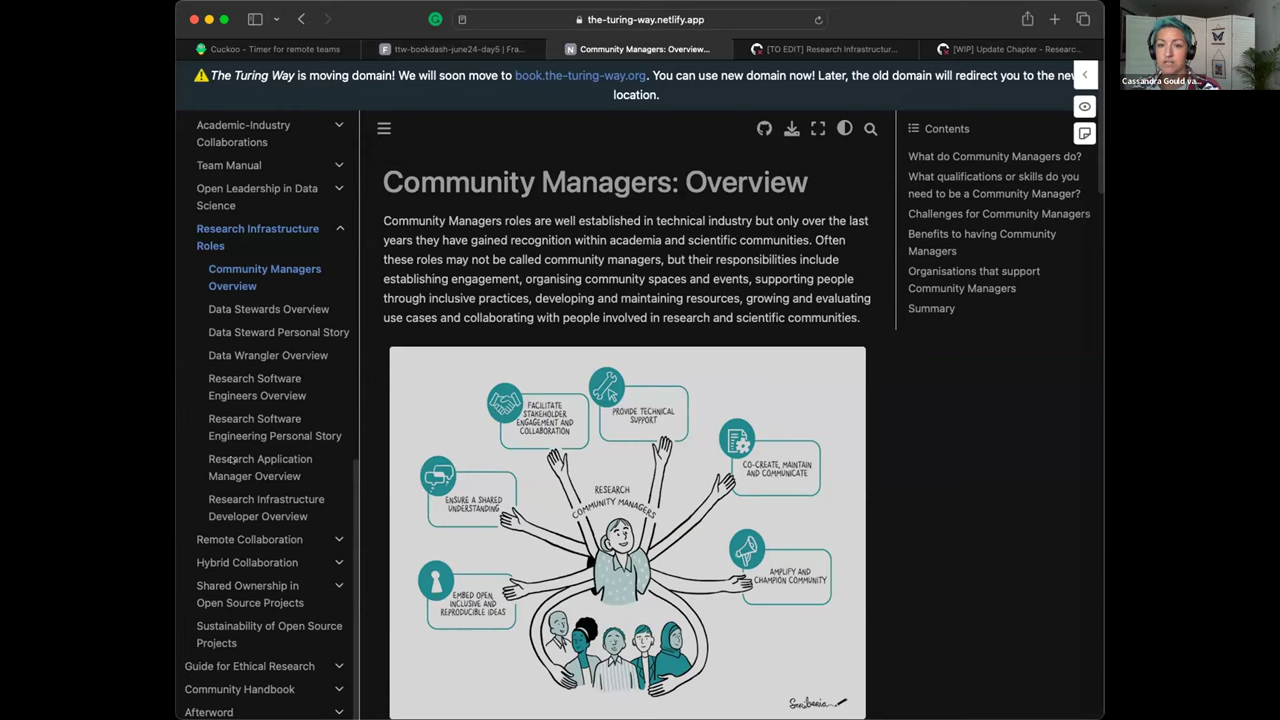 the-turing-way.netlify.app
Cuckoo - Timer for remote teams
ttw-bookdash-june24-day5 | Fra...
Community Managers: Overview...
[TO EDIT] Research Infrastructur...
[WIP] Update Chapter - Researc...
Cassandra Gould va...
The Turing Way is moving domain! We will soon move to book.the-turing-way.org. You can use new domain now! Later, the old domain will redirect you to the new
location.
Academic-Industry
Collaborations
Team Manual
Open Leadership in Data
Science
Research Infrastructure
Roles
Community Managers
Overview
Data Stewards Overview
Data Steward Personal Story
Data Wrangler Overview
Research Software
Engineers Overview
Research Software
Engineering Personal Story
Research Application
Manager Overview
Research Infrastructure
Developer Overview
Remote Collaboration
Hybrid Collaboration
Shared Ownership in
Open Source Projects
Sustainability of Open Source
Projects
Guide for Ethical Research
Community Handbook
Afterword
Community Managers: Overview
Community Managers roles are well established in technical industry but only over the last
years they have gained recognition within academia and scientific communities. Often
these roles may not be called community managers, but their responsibilities include
establishing engagement, organising community spaces and events, supporting people
through inclusive practices, developing and maintaining resources, growing and evaluating
use cases and collaborating with people involved in research and scientific communities.
FACILITATE
STAKEHOLDER
ENGAGEMENT AND
COLLABORATION
PROVIDE TECHNICAL
SUPPORT
CO-CREATE, MAINTAIN
AND COMMUNICATE
ENSURE A SHARED
UNDERSTANDING
RESEARCH
COMMUNITY MANAGERS
AMPLIFY AND
CHAMPION COMMUNITY
EMBED OPEN,
INCLUSIVE AND
REPRODUCIBLE IDEAS
Scriberia
Contents
What do Community Managers do?
What qualifications or skills do you
need to be a Community Manager?
Challenges for Community Managers
Benefits to having Community
Managers
Organisations that support
Community Managers
Summary